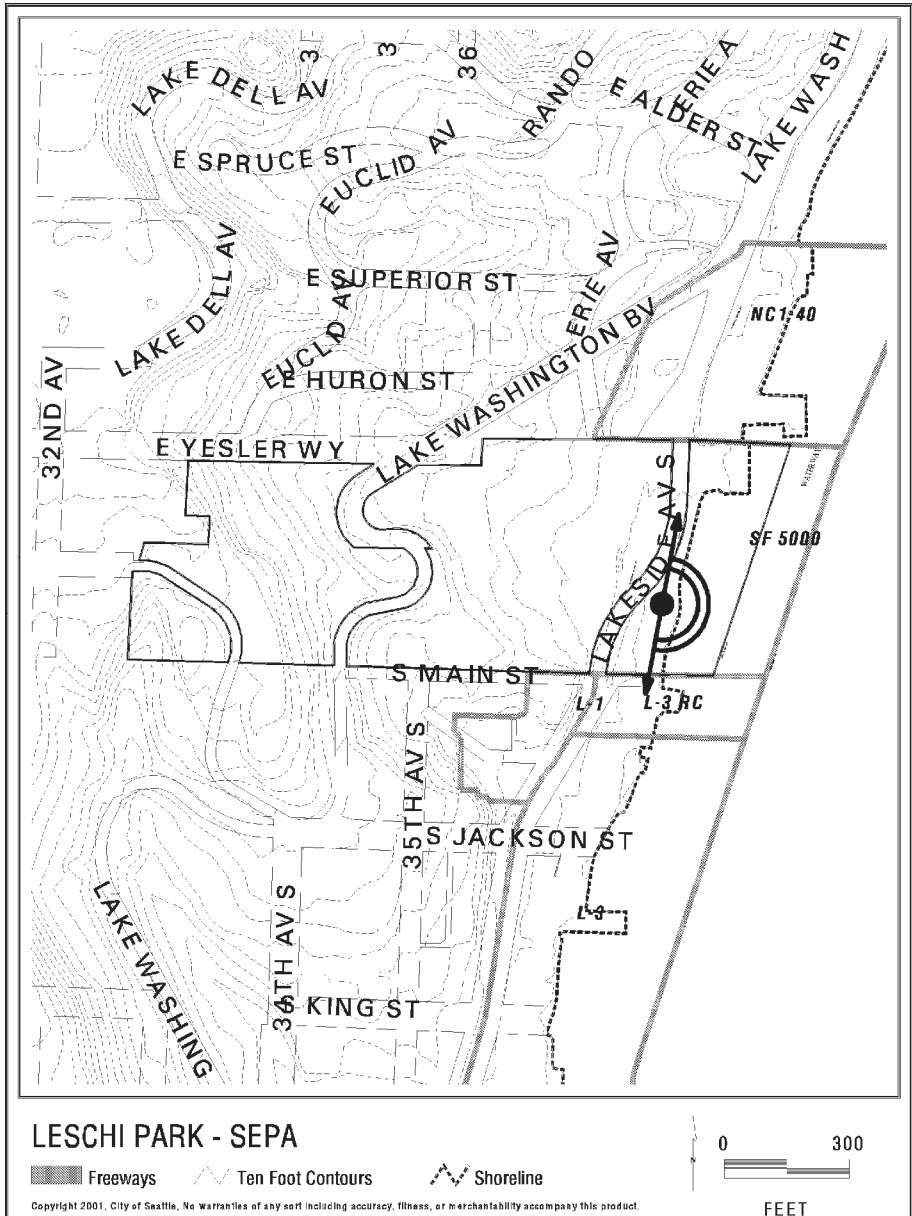 3
3
36
LAKE DELL AV
RANDO
E ALDER ST
ERIE A
LAKE WASH
E SPRUCE ST
EUCLID AV
LAKE DELL AV
E SUPERIOR ST
ERIE AV
NC1-40
EUCLID AV
E HURON ST
LAKE WASHINGTON BV
32ND AV
E YESLER WY
WATERWAY
LAKESIDE AV S
SF 5000
S MAIN ST
L-1
L-3 RC
35TH AV S
S JACKSON ST
LAKE WASHING
34TH AV S
L-3
S KING ST
LESCHI PARK - SEPA
Freeways
Ten Foot Contours
Shoreline
N
0 300
FEET
Copyright 2001, City of Seattle, No warranties of any sort including accuracy, fitness, or merchantability accompany this product.